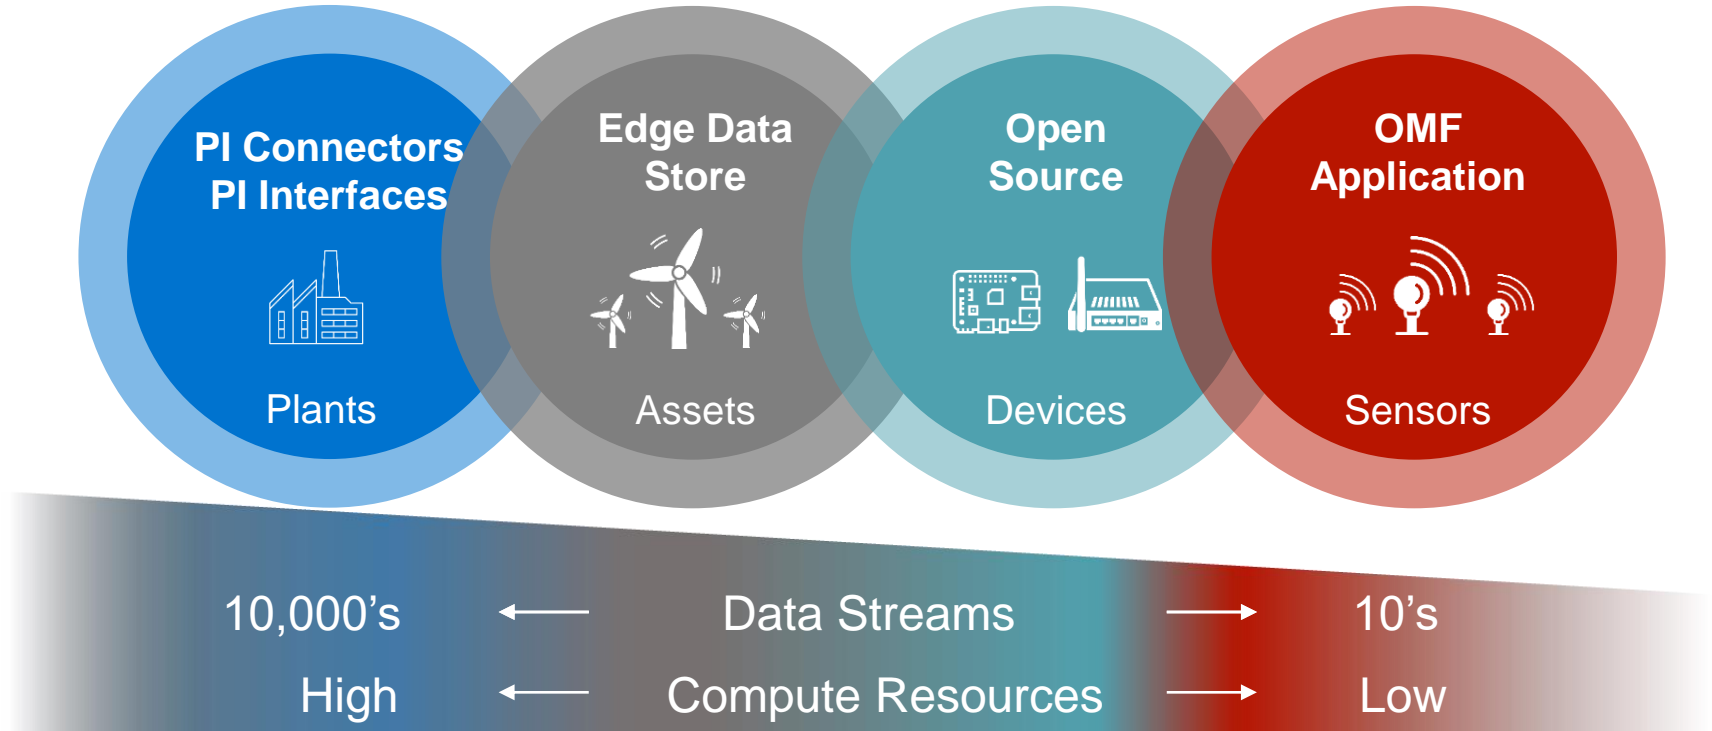 PI Connectors
PI Interfaces
Plants
Edge Data
Store
Assets
Open
Source
Devices
OMF
Application
Sensors
10,000’s Data Streams 10’s
High Compute Resources Low